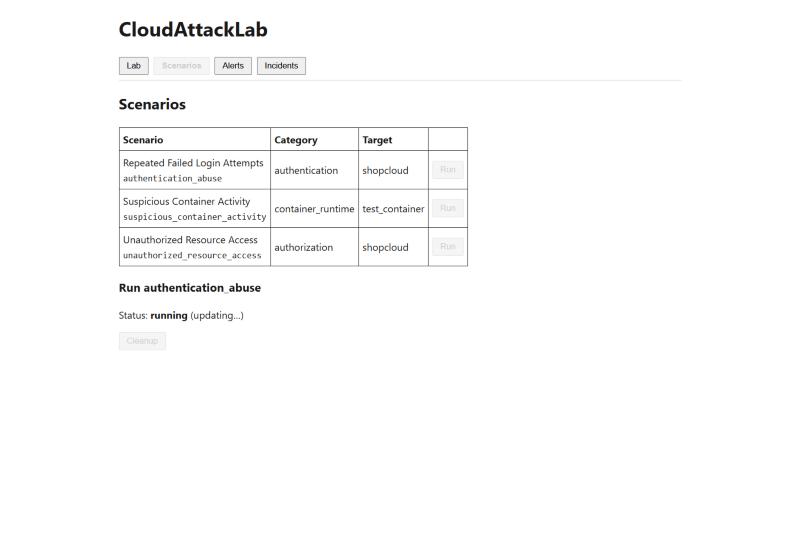 CloudAttackLab
Lab Scenarios Alerts Incidents
Scenarios
Scenario Category Target
Repeated Failed Login Attempts
authentication_abuse authentication shopcloud Run
Suspicious Container Activity
suspicious_container_activity container_runtime test_container Run
Unauthorized Resource Access
unauthorized_resource_access authorization shopcloud Run
Run authentication_abuse
Status: running (updating...)
Cleanup